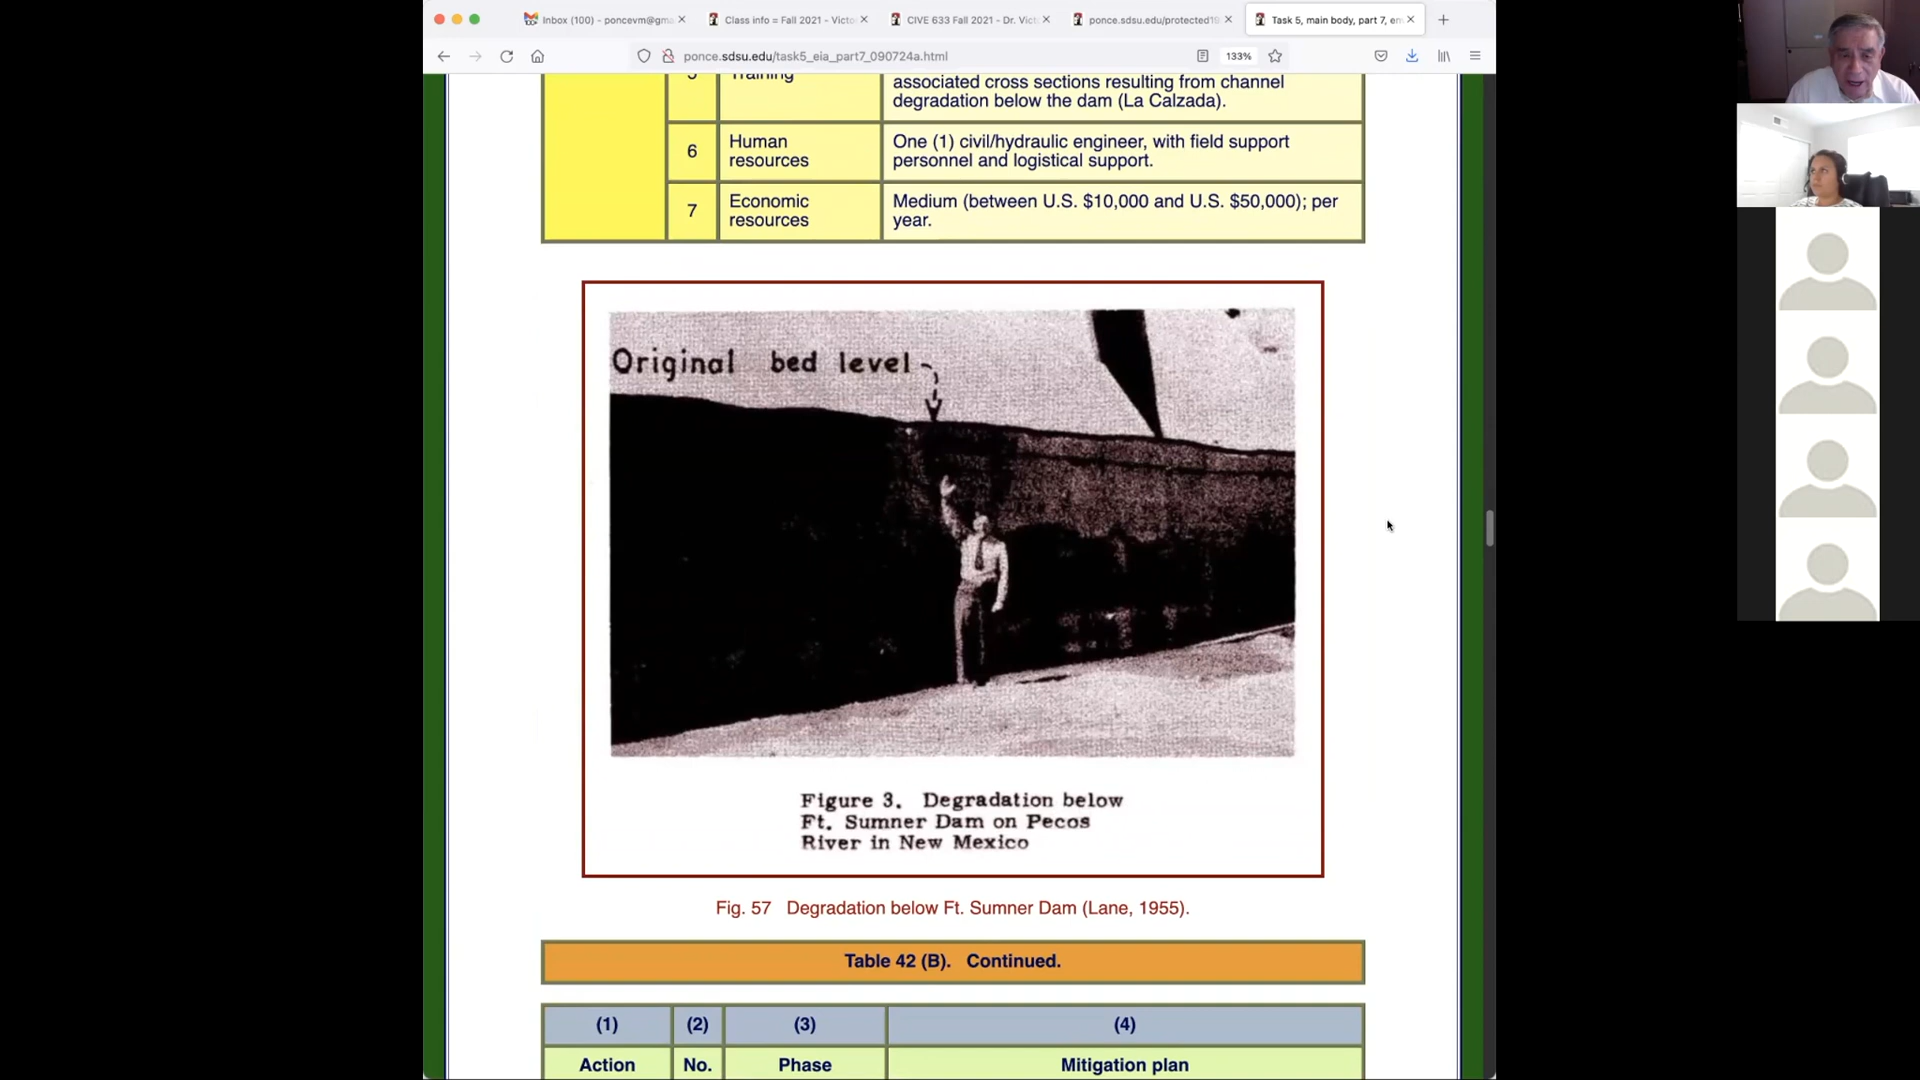 Inbox (100) - poncevm@gma
Class info = Fall 2021 - Victo
CIVE 633 Fall 2021 - Dr. Vict
ponce.sdsu.edu/protected19
Task 5, main body, part 7, en
ponce.sdsu.edu/task5_eia_part7_090724a.html
133%
5
Training
associated cross sections resulting from channel
degradation below the dam (La Calzada).
6
Human
resources
One (1) civil/hydraulic engineer, with field support
personnel and logistical support.
7
Economic
resources
Medium (between U.S. $10,000 and U.S. $50,000); per
year.
Original bed level
Figure 3. Degradation below
Ft. Sumner Dam on Pecos
River in New Mexico
Fig. 57 Degradation below Ft. Sumner Dam (Lane, 1955).
Table 42 (B). Continued.
(1) (2) (3) (4)
Action No. Phase Mitigation plan